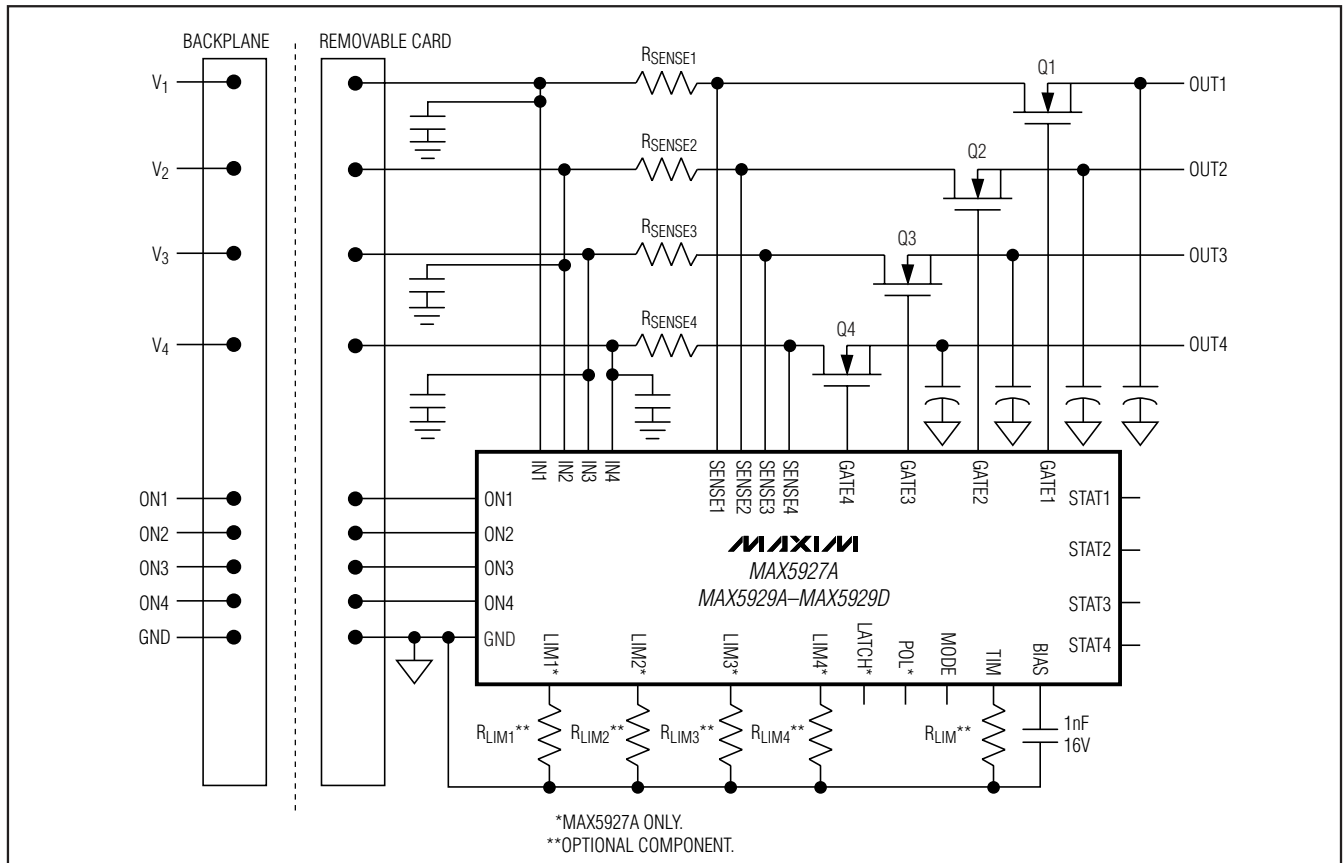 BACKPLANE
REMOVABLE CARD
V1
RSENSE1
Q1
OUT1
V2
RSENSE2
Q2
OUT2
V3
RSENSE3
Q3
OUT3
V4
RSENSE4
Q4
OUT4
IN1
IN2
IN3
IN4
SENSE1
SENSE2
SENSE3
SENSE4
GATE4
GATE3
GATE2
GATE1
ON1
ON2
ON3
ON4
GND
ON1
ON2
ON3
ON4
GND
MAXIM
MAX5927A
MAX5929A–MAX5929D
STAT1
STAT2
STAT3
STAT4
LIM1*
LIM2*
LIM3*
LIM4*
LATCH*
POL*
MODE
TIM
BIAS
RLIM1**
RLIM2**
RLIM3**
RLIM4**
RLIM**
1nF
16V
*MAX5927A ONLY.
**OPTIONAL COMPONENT.